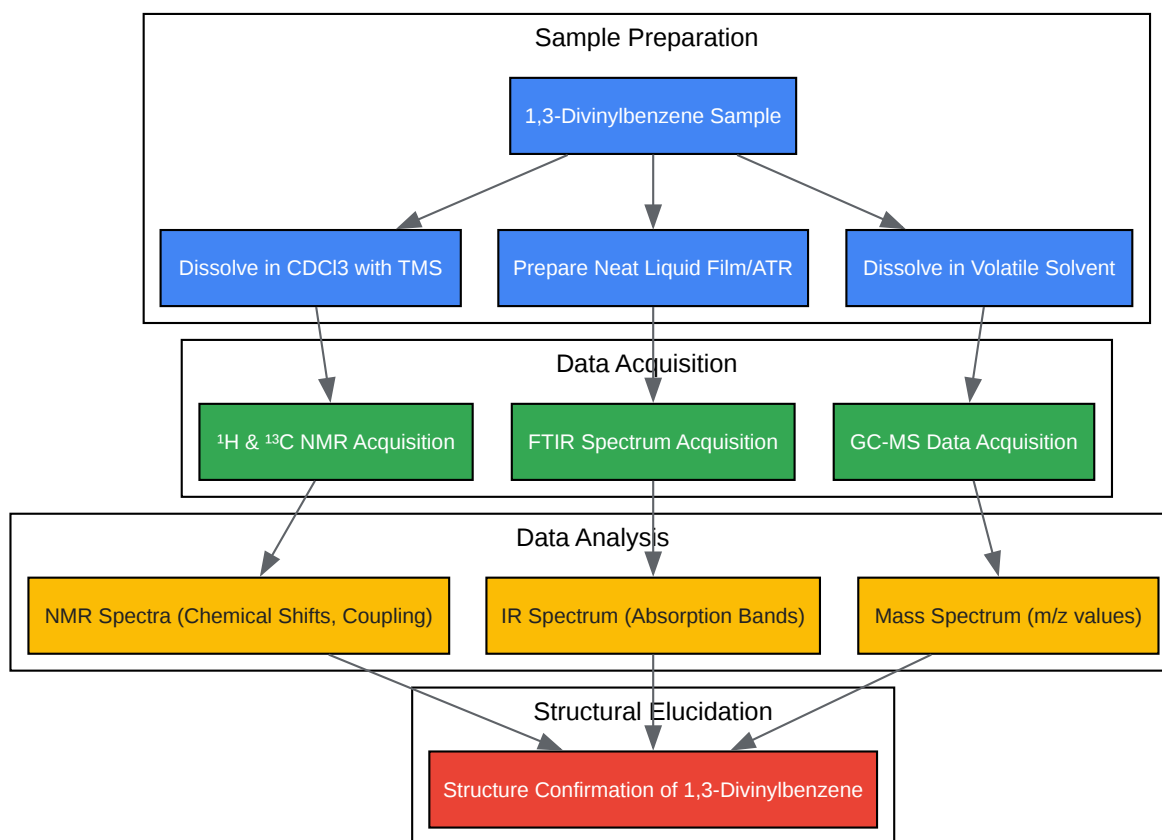 Sample Preparation
1,3-Divinylbenzene Sample
Dissolve in CDCl3 with TMS
Prepare Neat Liquid Film/ATR
Dissolve in Volatile Solvent
Data Acquisition
¹H & ¹³C NMR Acquisition
FTIR Spectrum Acquisition
GC-MS Data Acquisition
Data Analysis
NMR Spectra (Chemical Shifts, Coupling)
IR Spectrum (Absorption Bands)
Mass Spectrum (m/z values)
Structural Elucidation
Structure Confirmation of 1,3-Divinylbenzene